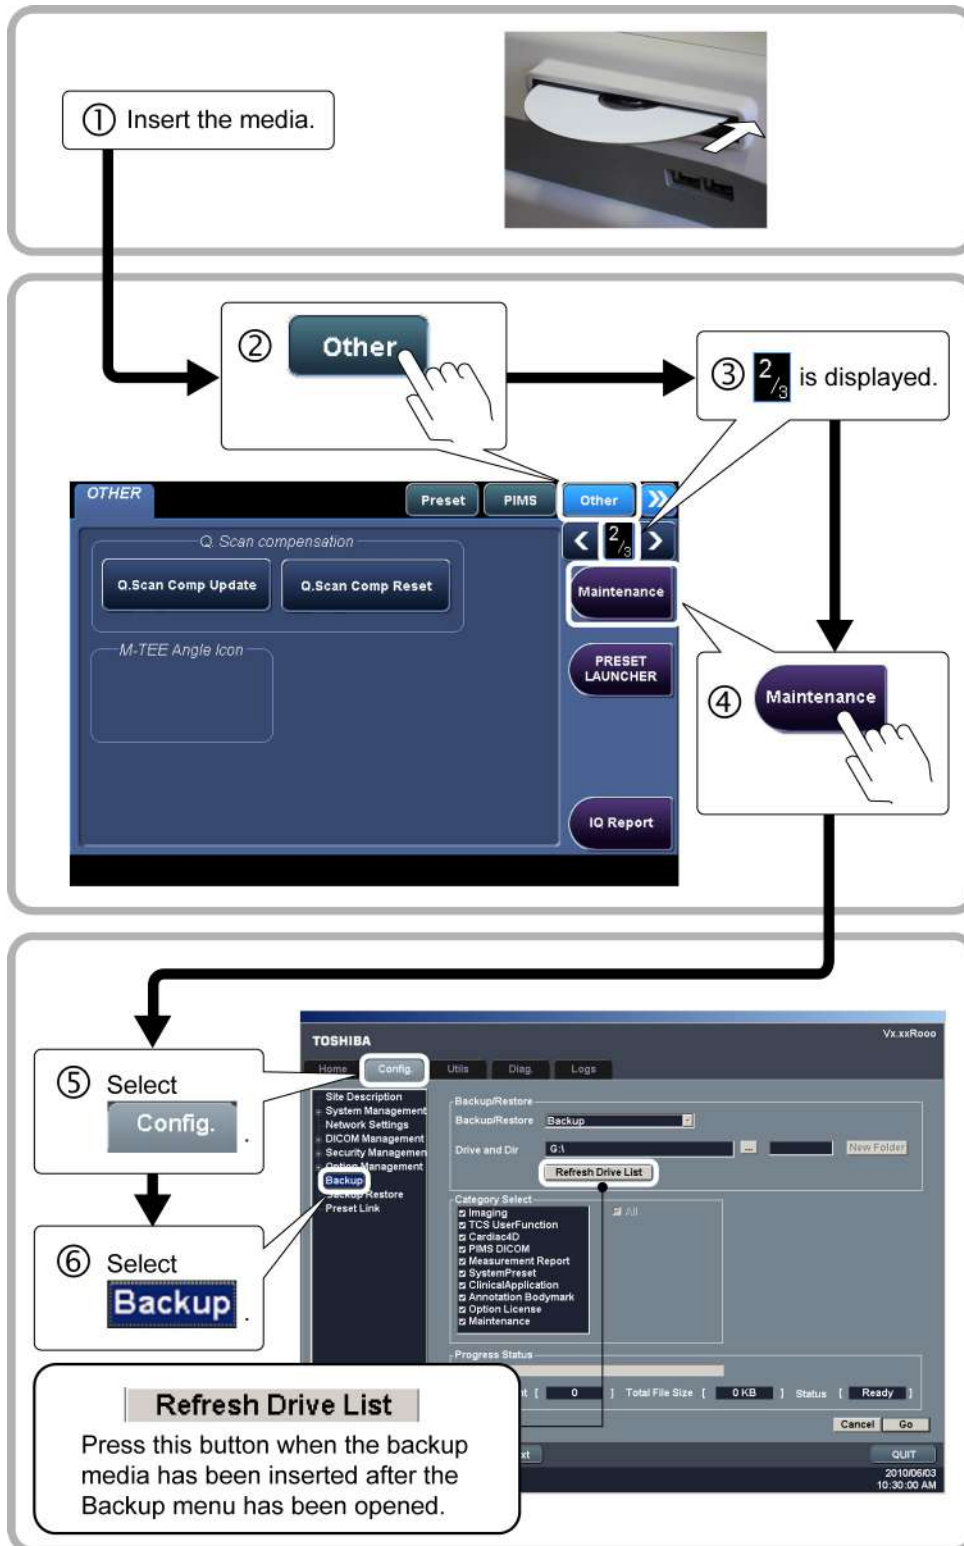 ① Insert the media.
② Other
③ 2/3 is displayed.
OTHER
Preset PIMS Other »
Q. Scan compensation
< 2/3 >
Q.Scan Comp Update Q.Scan Comp Reset
Maintenance
M-TEE Angle Icon
PRESET
LAUNCHER
④ Maintenance
IQ Report
TOSHIBA
Vx.xxRooo
Home Config. Utils Diag. Logs
⑤ Select
Config. .
Site Description
System Management
Network Settings
DICOM Management
Security Managemen
Option Management
Backup
Backup Restore
Preset Link
Backup/Restore
Backup/Restore Backup
Drive and Dir G:\ ... New Folder
Refresh Drive List
Category Select
Imaging
TCS UserFunction
Cardiac4D
PIMS DICOM
Measurement Report
SystemPreset
ClinicalApplication
Annotation Bodymark
Option License
Maintenance
All
⑥ Select
Backup .
Progress Status
[ 0 ] Total File Size [ 0 KB ] Status [ Ready ]
Cancel Go
QUIT
2010/06/03
10:30:00 AM
Refresh Drive List
Press this button when the backup
media has been inserted after the
Backup menu has been opened.